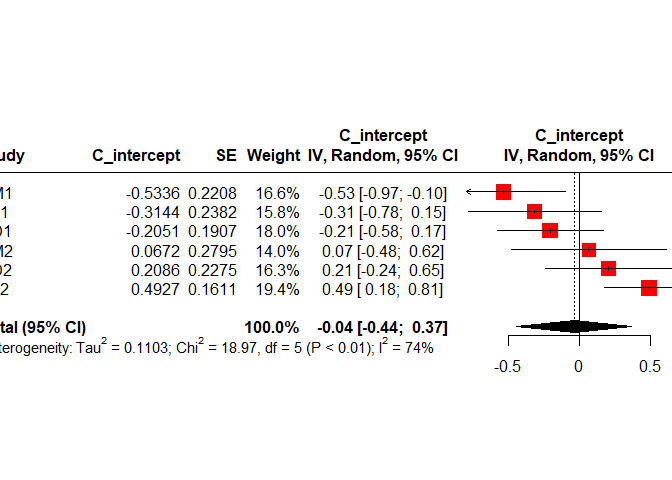 C_intercept C_intercept
udy C_intercept SE Weight IV, Random, 95% CI IV, Random, 95% CI
M1 -0.5336 0.2208 16.6% -0.53 [-0.97; -0.10]
1 -0.3144 0.2382 15.8% -0.31 [-0.78; 0.15]
01 -0.2051 0.1907 18.0% -0.21 [-0.58; 0.17]
M2 0.0672 0.2795 14.0% 0.07 [-0.48; 0.62]
02 0.2086 0.2275 16.3% 0.21 [-0.24; 0.65]
2 0.4927 0.1611 19.4% 0.49 [ 0.18; 0.81]
tal (95% CI) 100.0% -0.04 [-0.44; 0.37]
terogeneity: Tau² = 0.1103; Chi² = 18.97, df = 5 (P < 0.01); I² = 74%
-0.5 0 0.5